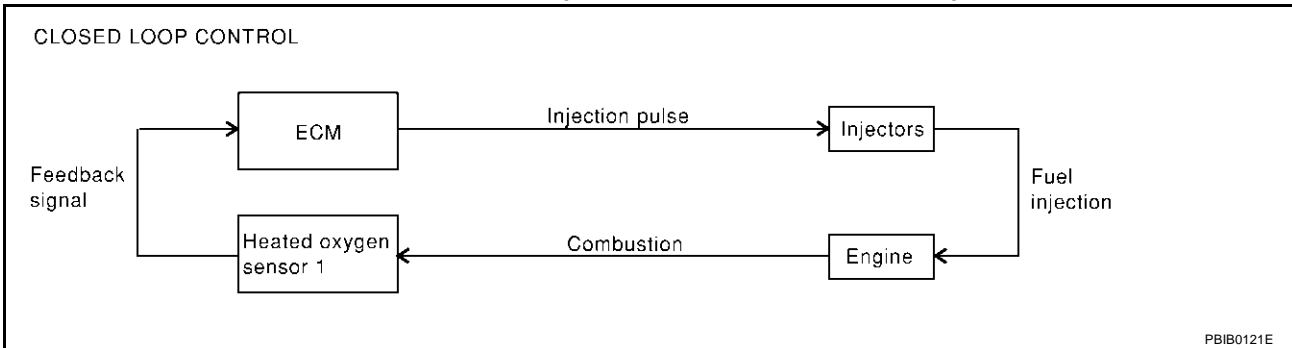 CLOSED LOOP CONTROL
ECM
Injection pulse
Injectors
Feedback
signal
Fuel
injection
Heated oxygen
sensor 1
Combustion
Engine
PBIB0121E